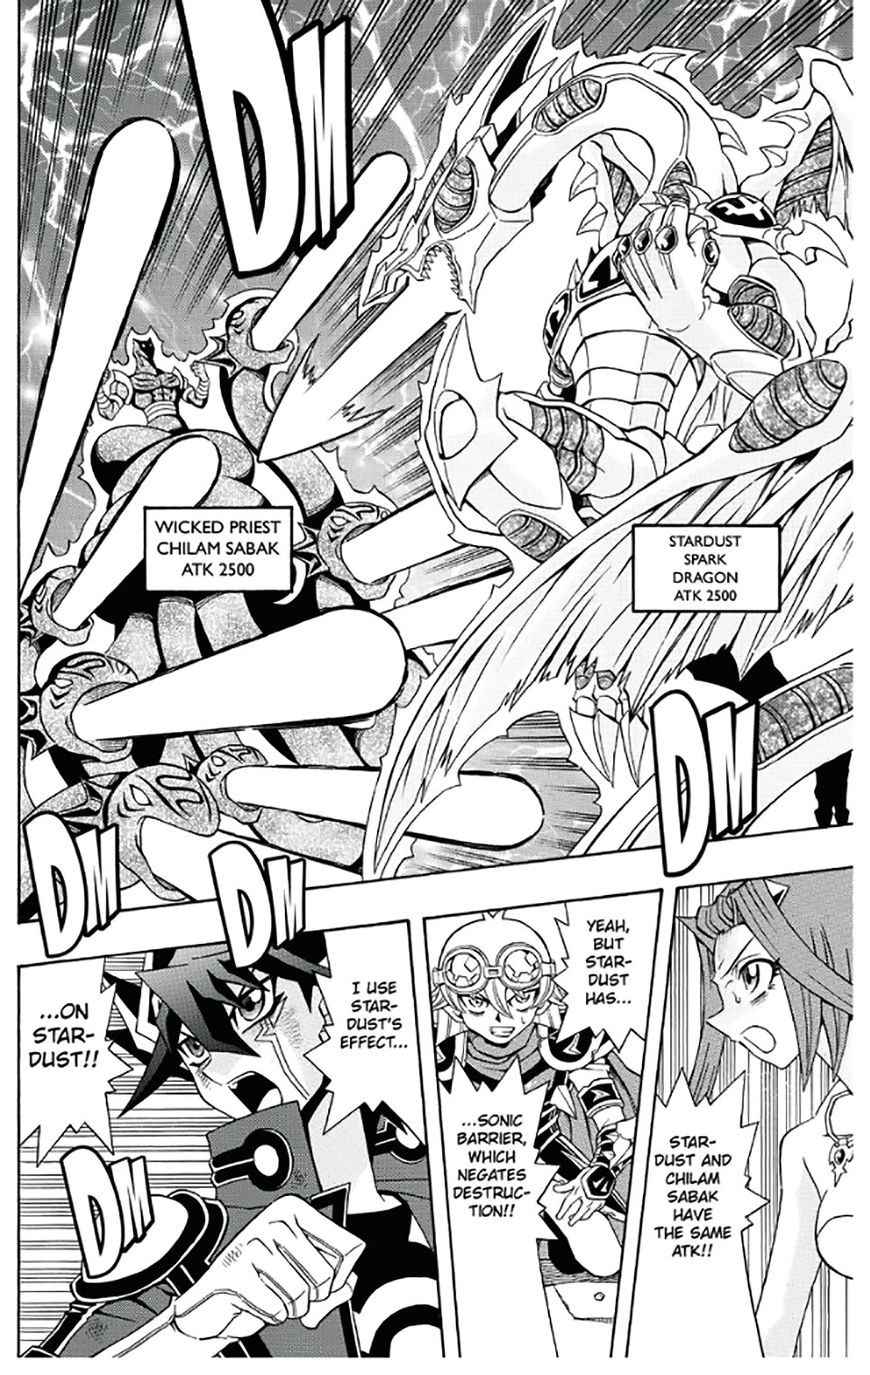 DM
WICKED PRIEST
CHILAM SABAK
ATK 2500
STARDUST
SPARK
DRAGON
ATK 2500
DM
DM
DM
YEAH,
BUT
STAR-
DUST
HAS...
STAR-
DUST AND
CHILAM
SABAK
HAVE
THE SAME
ATK!!
...SONIC
BARRIER,
WHICH
NEGATES
DESTRUC-
TION!!
I USE
STAR-
DUST'S
EFFECT...
...ON
STAR-
DUST!!
DM